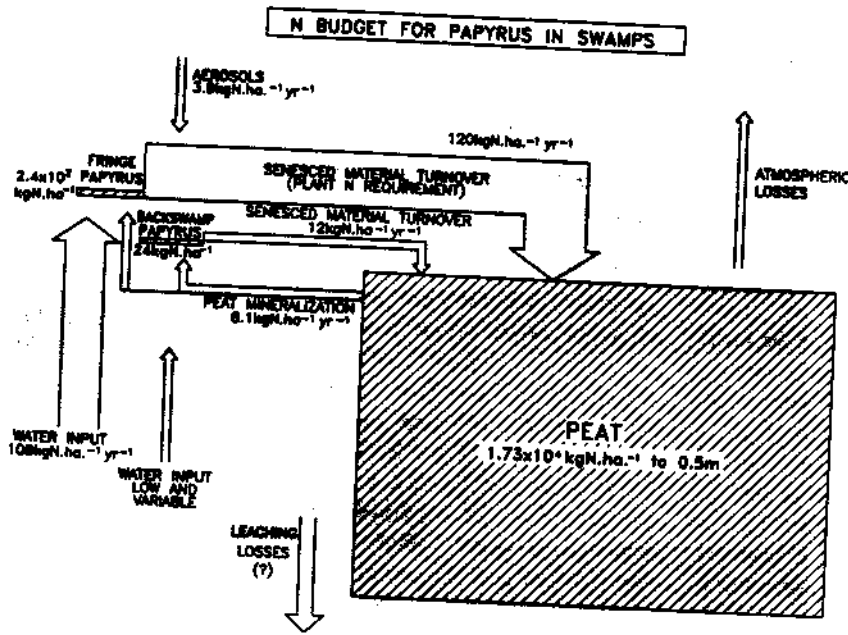 N BUDGET FOR PAPYRUS IN SWAMPS
AEROSOLS
3.8kgN.ha.⁻¹ yr⁻¹
120kgN.ha.⁻¹ yr⁻¹
FRINGE
PAPYRUS
2.4x10² 
kgN.ha⁻¹
SENESCED MATERIAL TURNOVER
(PLANT N REQUIREMENT)
ATMOSPHERIC
LOSSES
SENESCED MATERIAL TURNOVER
12kgN.ha⁻¹ yr⁻¹
BACKSWAMP
PAPYRUS
24kgN.ha⁻¹
PEAT MINERALIZATION
8.1kgN.ha⁻¹ yr⁻¹
PEAT
1.73x10⁴ kgN.ha.⁻¹ to 0.5m
WATER INPUT
108kgN.ha.⁻¹ yr⁻¹
WATER INPUT
LOW AND
VARIABLE
LEACHING
LOSSES
(?)